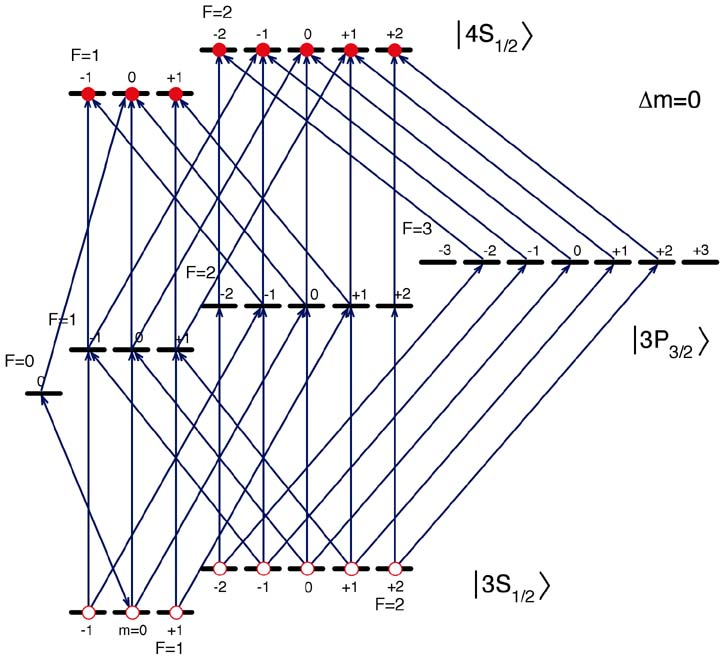 F=2
-2 -1 0 +1 +2
|4S1/2⟩
F=1
-1 0 +1
Δm=0
F=3
-3 -2 -1 0 +1 +2 +3
F=2
-2 -1 0 +1 +2
F=1
-1 0 +1
|3P3/2⟩
F=0
0
-2 -1 0 +1 +2
F=2
|3S1/2⟩
-1 m=0 +1
F=1